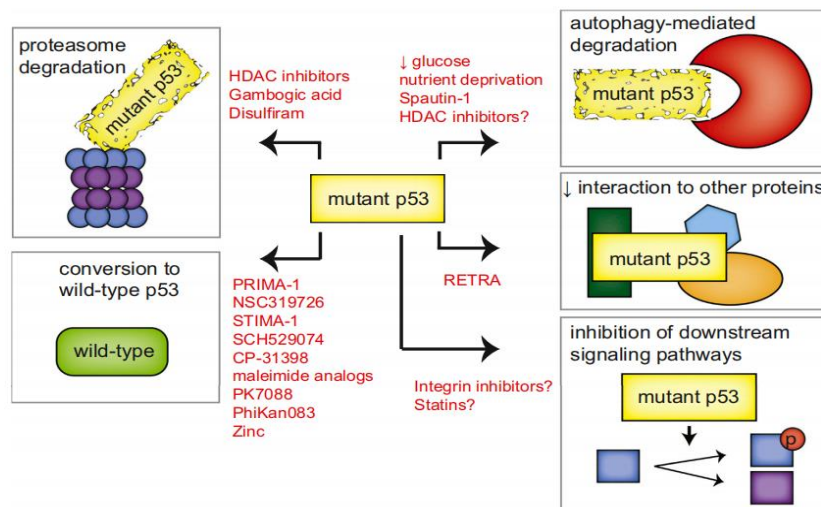 proteasome
degradation
mutant p53
HDAC inhibitors
Gambogic acid
Disulfiram
↓ glucose
nutrient deprivation
Spautin-1
HDAC inhibitors?
autophagy-mediated
degradation
mutant p53
mutant p53
↓ interaction to other proteins
mutant p53
RETRA
conversion to
wild-type p53
wild-type
PRIMA-1
NSC319726
STIMA-1
SCH529074
CP-31398
maleimide analogs
PK7088
PhiKan083
Zinc
Integrin inhibitors?
Statins?
inhibition of downstream
signaling pathways
mutant p53
p